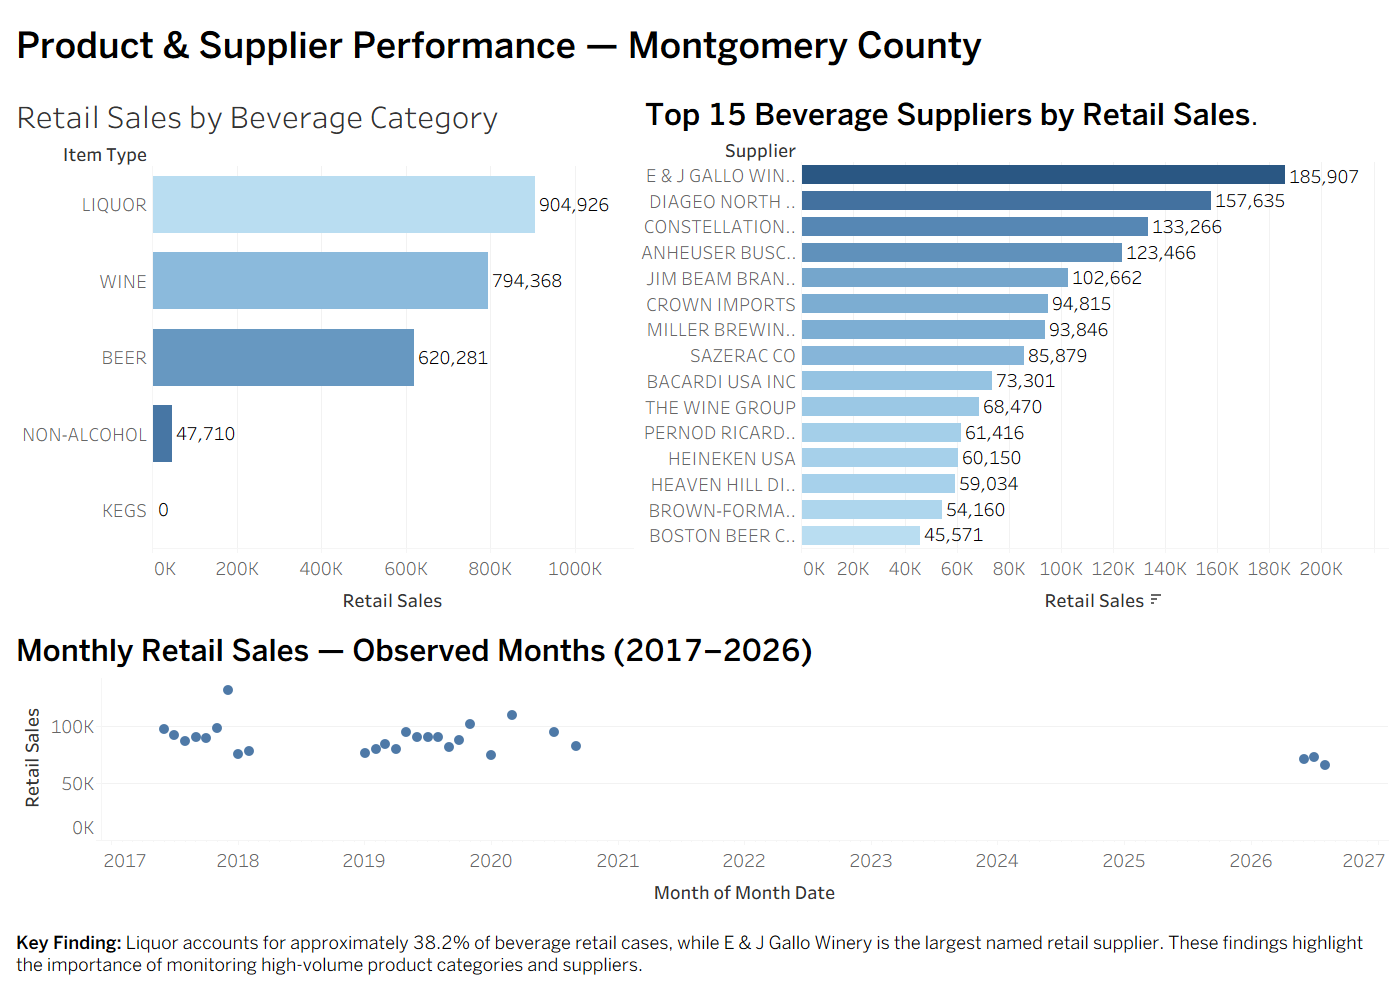 Product & Supplier Performance — Montgomery County
Retail Sales by Beverage Category
Item Type
LIQUOR 904,926
WINE 794,368
BEER 620,281
NON-ALCOHOL 47,710
KEGS 0
0K 200K 400K 600K 800K 1000K
Retail Sales
Top 15 Beverage Suppliers by Retail Sales.
Supplier
E & J GALLO WIN.. 185,907
DIAGEO NORTH .. 157,635
CONSTELLATION.. 133,266
ANHEUSER BUSC.. 123,466
JIM BEAM BRAN.. 102,662
CROWN IMPORTS 94,815
MILLER BREWIN.. 93,846
SAZERAC CO 85,879
BACARDI USA INC 73,301
THE WINE GROUP 68,470
PERNOD RICARD.. 61,416
HEINEKEN USA 60,150
HEAVEN HILL DI.. 59,034
BROWN-FORMA.. 54,160
BOSTON BEER C.. 45,571
0K 20K 40K 60K 80K 100K 120K 140K 160K 180K 200K
Retail Sales
Monthly Retail Sales — Observed Months (2017–2026)
Retail Sales
100K
50K
0K
2017 2018 2019 2020 2021 2022 2023 2024 2025 2026 2027
Month of Month Date
Key Finding: Liquor accounts for approximately 38.2% of beverage retail cases, while E & J Gallo Winery is the largest named retail supplier. These findings highlight
the importance of monitoring high-volume product categories and suppliers.